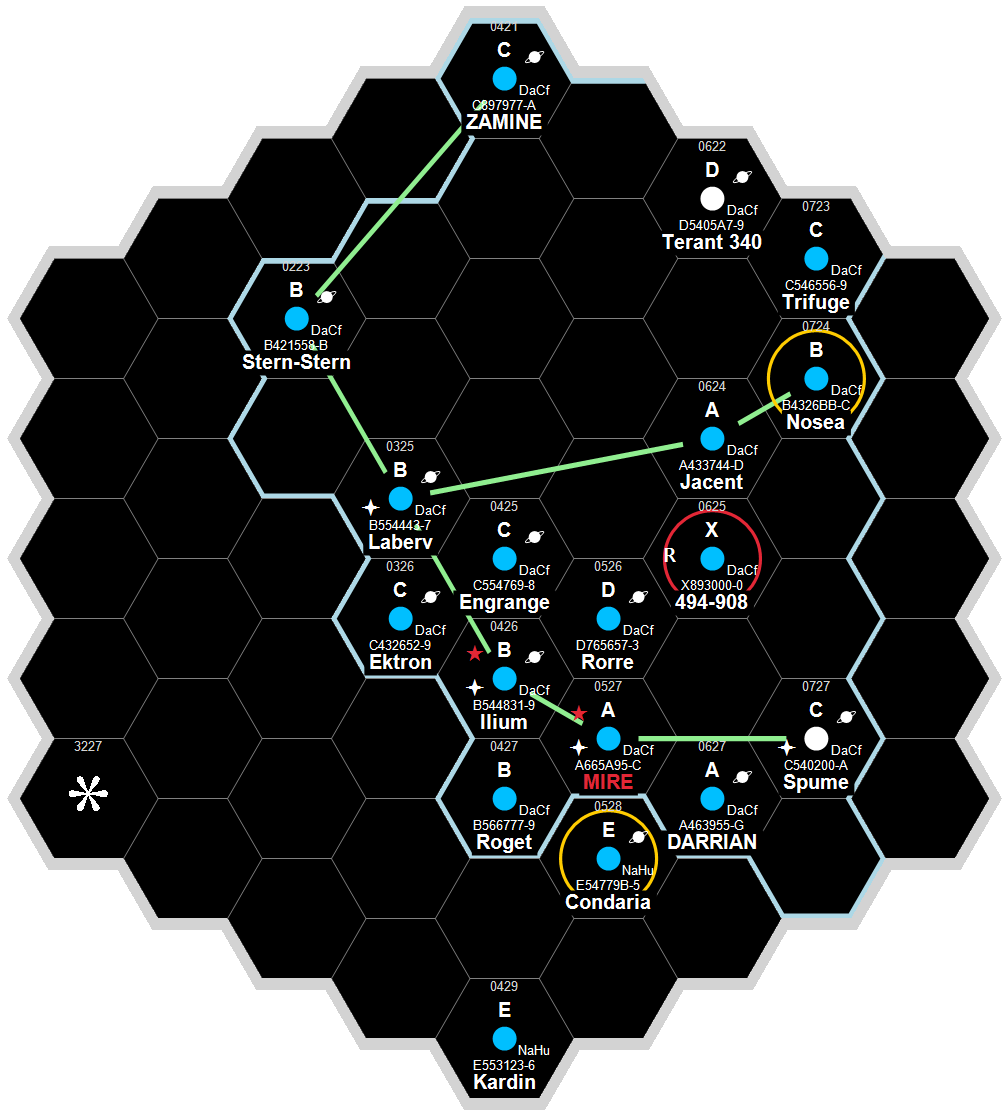 0421
C
DaCf
C897977-A
ZAMINE
0622
D
DaCf
D5405A7-9
Terant 340
0723
C
DaCf
C546556-9
Trifuge
0223
B
DaCf
B421558-B
Stern-Stern
0724
B
DaCf
B4326BB-C
Nosea
0624
A
DaCf
A433744-D
Jacent
0325
B
DaCf
B554443-7
Laberv
0425
C
DaCf
C554769-8
Engrange
0625
X
R
DaCf
X893000-0
494-908
0326
C
DaCf
C432652-9
Ektron
0526
D
DaCf
D765657-3
Rorre
0426
B
DaCf
B544831-9
Ilium
0527
A
DaCf
A665A95-C
MIRE
0727
C
DaCf
C540200-A
Spume
3227
0427
B
DaCf
B566777-9
Roget
0627
A
DaCf
A463955-G
DARRIAN
0528
E
NaHu
E54779B-5
Condaria
0429
E
NaHu
E553123-6
Kardin